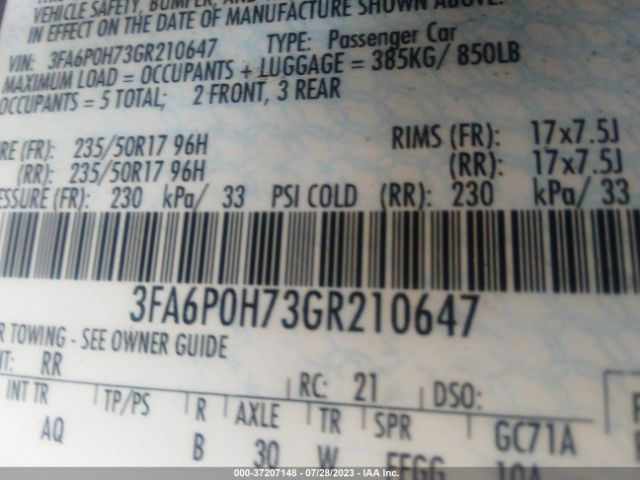 VEHICLE SAFETY, BUMPER, AND
IN EFFECT ON THE DATE OF MANUFACTURE SHOWN ABOVE.
VIN: 3FA6P0H73GR210647 TYPE: Passenger Car
MAXIMUM LOAD = OCCUPANTS + LUGGAGE = 385KG/ 850LB
OCCUPANTS = 5 TOTAL; 2 FRONT, 3 REAR
RE (FR): 235/50R17 96H RIMS (FR): 17x7.5J
(RR): 235/50R17 96H (RR): 17x7.5J
ESSURE (FR): 230 kPa/ 33 PSI COLD (RR): 230 kPa/ 33
3FA6P0H73GR210647
R TOWING - SEE OWNER GUIDE
RR RC: 21 DSO:
INT TR TP/PS R AXLE TR SPR GC71A
AQ B 30 W EEGG 10A
000-37207148 - 07/28/2023 - IAA Inc.